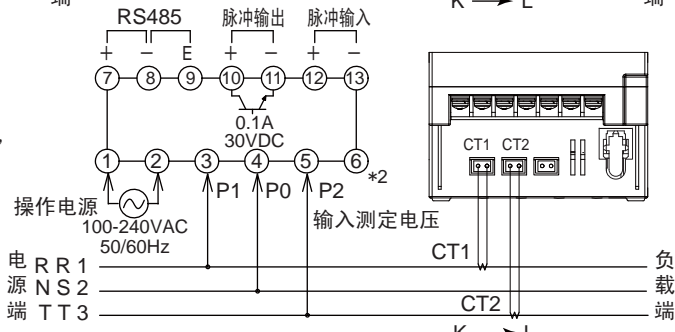 端 K → L 端
RS485 脉冲输出 脉冲输入
+ − E + − + −
7 8 9 10 11 12 13
0.1A
30VDC
CT1 CT2
1 2 3 4 5 6 *2
P1 P0 P2
操作电源
100-240VAC
50/60Hz
输入测定电压
CT1
电源端
R R 1
N S 2
T T 3
CT2
负载端
K → L